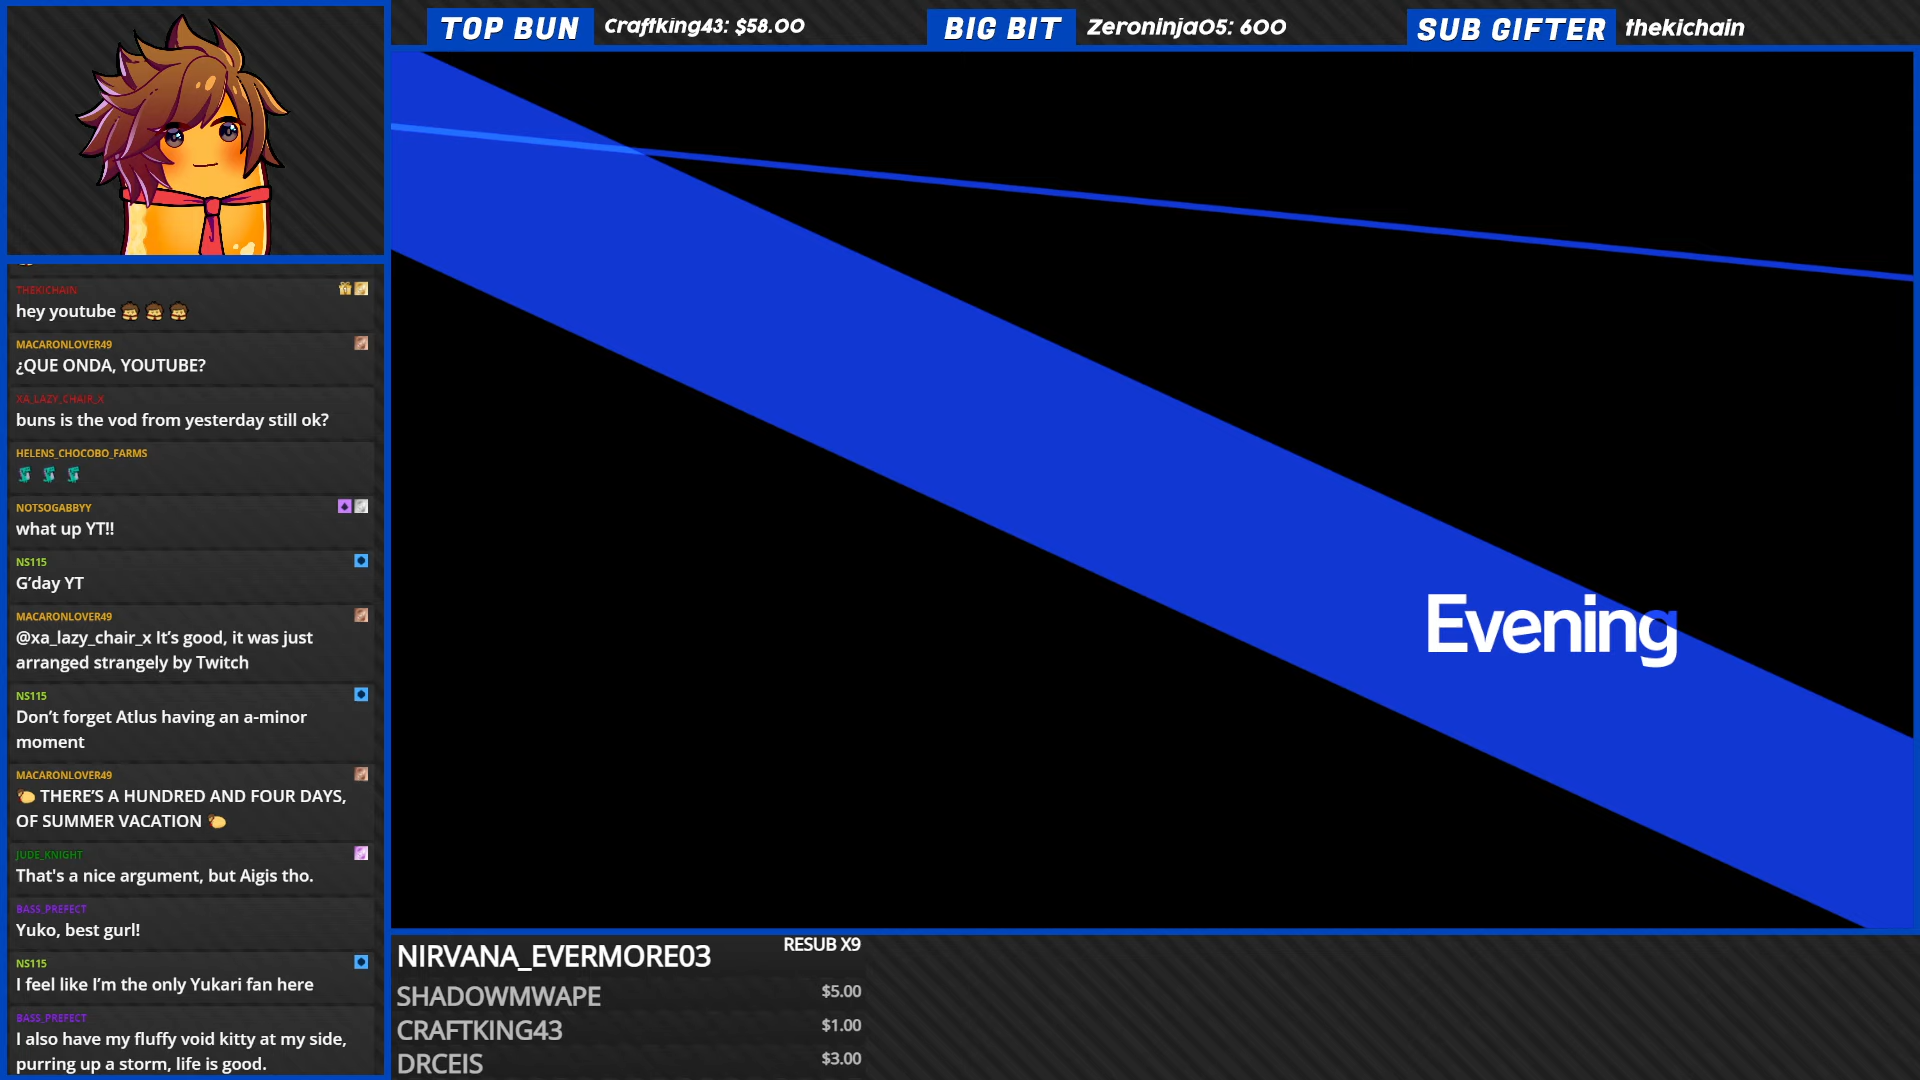 TOP BUN Craftking43: $58.00 BIG BIT Zeroninja05: 600 SUB GIFTER thekichain
THEKICHAIN
hey youtube
MACARONLOVER49
¿QUE ONDA, YOUTUBE?
XA_LAZY_CHAIR_X
buns is the vod from yesterday still ok?
HELENS_CHOCOBO_FARMS
NOTSOGABBYY
what up YT!!
NS115
G'day YT
MACARONLOVER49
@xa_lazy_chair_x It's good, it was just
arranged strangely by Twitch
NS115
Don't forget Atlus having an a-minor
moment
MACARONLOVER49
THERE'S A HUNDRED AND FOUR DAYS,
OF SUMMER VACATION
JUDE_KNIGHT
That's a nice argument, but Aigis tho.
BASS_PREFECT
Yuko, best gurl!
NS115
I feel like I'm the only Yukari fan here
BASS_PREFECT
I also have my fluffy void kitty at my side,
purring up a storm, life is good.
Evening
NIRVANA_EVERMORE03 RESUB X9
SHADOWMWAPE $5.00
CRAFTKING43 $1.00
DRCEIS $3.00